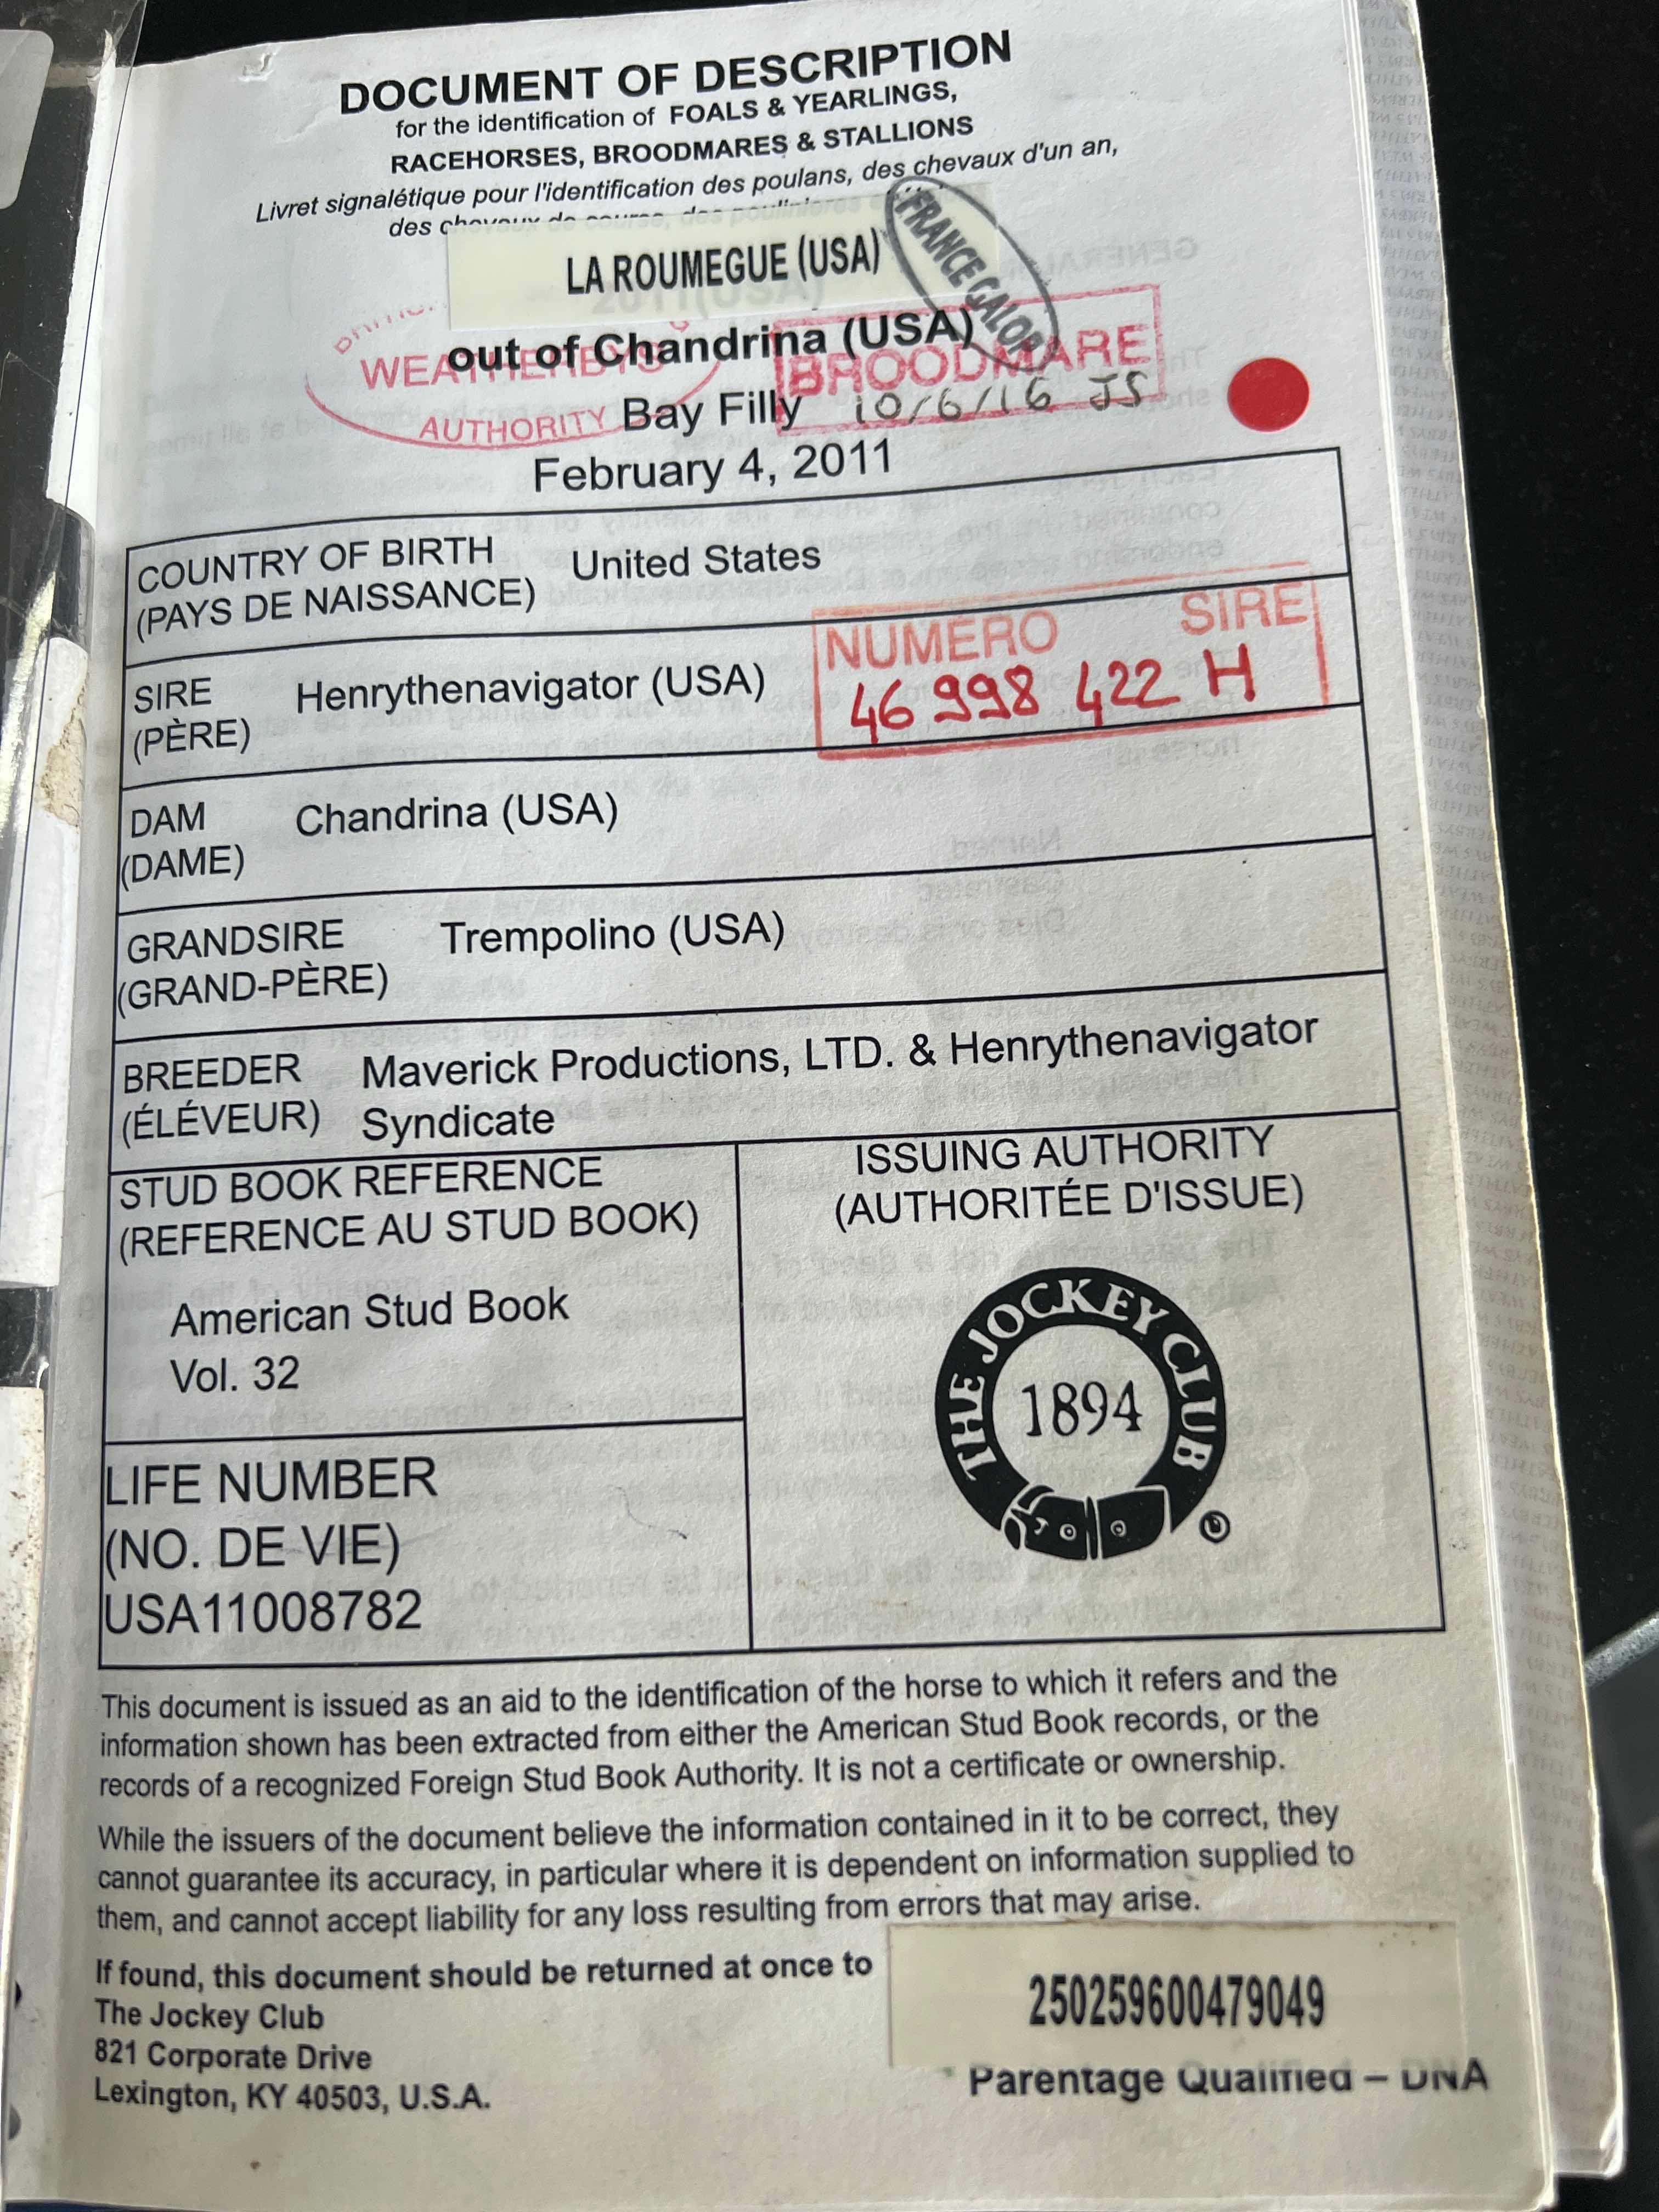 DOCUMENT OF DESCRIPTION
for the identification of FOALS & YEARLINGS,
RACEHORSES, BROODMARES & STALLIONS
Livret signalétique pour l'identification des poulans, des chevaux d'un an,
des chevaux de course, des poulinières
LA ROUMEGUE (USA)
FRANCE GALOP
out of Chandrina (USA)
WEATHERBYS
AUTHORITY
BROODMARE
Bay Filly 10/6/16 JS
February 4, 2011
COUNTRY OF BIRTH United States
(PAYS DE NAISSANCE)
NUMÉRO SIRE
46 998 422 H
SIRE Henrythenavigator (USA)
(PÈRE)
DAM Chandrina (USA)
(DAME)
GRANDSIRE Trempolino (USA)
(GRAND-PÈRE)
BREEDER Maverick Productions, LTD. & Henrythenavigator
(ÉLÉVEUR) Syndicate
STUD BOOK REFERENCE
(REFERENCE AU STUD BOOK)
American Stud Book
Vol. 32
ISSUING AUTHORITY
(AUTHORITÉE D'ISSUE)
THE JOCKEY CLUB
1894
®
LIFE NUMBER
(NO. DE VIE)
USA11008782
This document is issued as an aid to the identification of the horse to which it refers and the
information shown has been extracted from either the American Stud Book records, or the
records of a recognized Foreign Stud Book Authority. It is not a certificate or ownership.
While the issuers of the document believe the information contained in it to be correct, they
cannot guarantee its accuracy, in particular where it is dependent on information supplied to
them, and cannot accept liability for any loss resulting from errors that may arise.
If found, this document should be returned at once to
The Jockey Club
821 Corporate Drive
Lexington, KY 40503, U.S.A.
250259600479049
Parentage Qualified – DNA